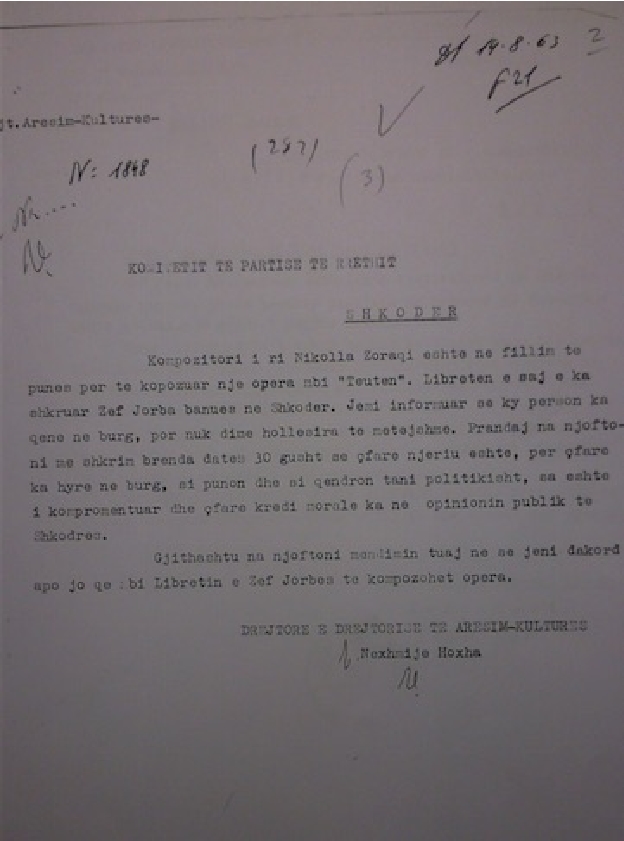 14.8.63 2
F21
jt.Aresim-Kultures-
(287)
N: 1848
(3)
Nr....
KOMITETIT TE PARTISE TE RRETHIT
SHKODER
Kompozitori i ri Nikolla Zoraqi eshte ne fillim te
punes per te kopozuar nje opera mbi "Teuten". Libreten e saj e ka
shkruar Zef Jorba banues ne Shkoder. Jemi informuar se ky person ka
qene ne burg, por nuk dime hollesira te metejshme. Prandaj na njofto-
ni me shkrim brenda dates 30 gusht se çfare njeriu eshte, per çfare
ka hyre ne burg, si punon dhe si qendron tani politikisht, sa eshte
i kompromentuar dhe çfare kredi morale ka ne opinionin publik te
Shkodres.
Gjithashtu na njoftoni mendimin tuaj ne se jeni dakord
apo jo qe mbi Libretin e Zef Jorbes te kompozohet opera.
DREJTORE E DREJTORISE TE ARESIM-KULTURES
Nexhmije Hoxha